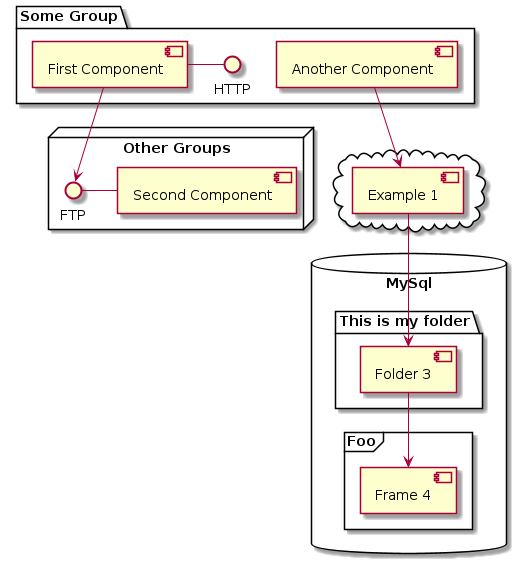 Some Group
First Component
HTTP
Another Component
Other Groups
FTP
Second Component
Example 1
MySql
This is my folder
Folder 3
Foo
Frame 4